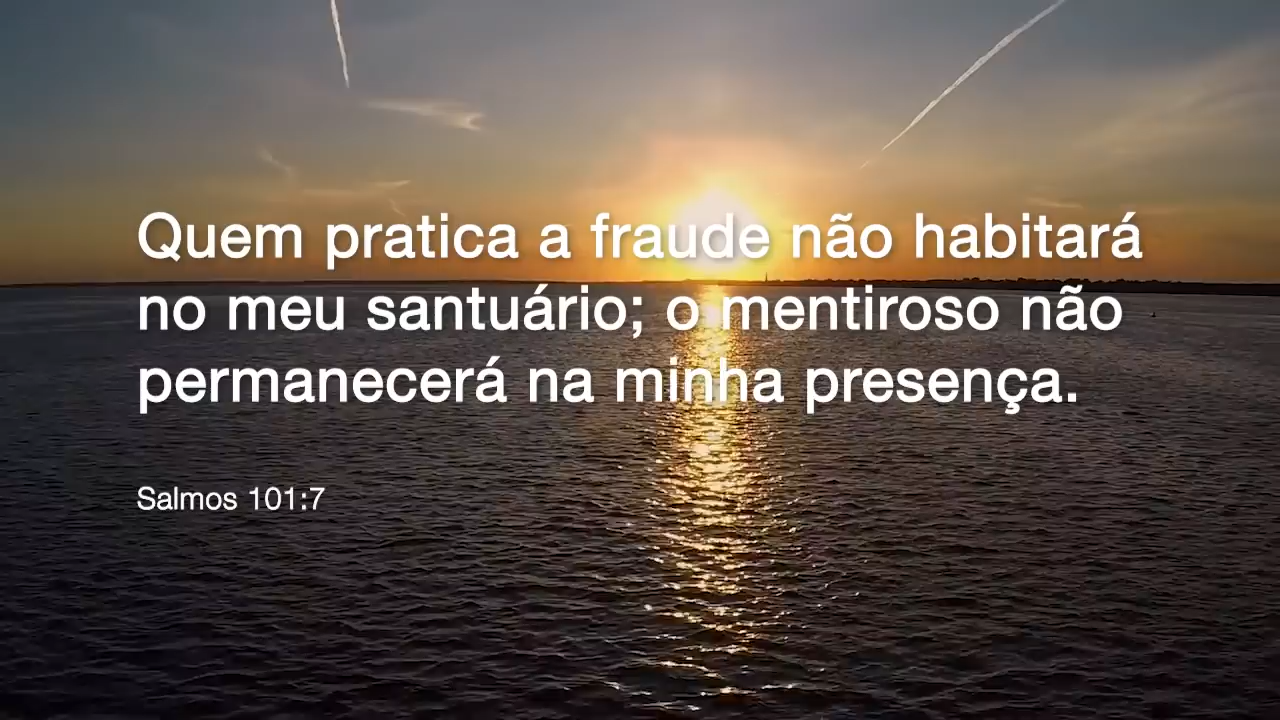 Quem pratica a fraude não habitará
no meu santuário; o mentiroso não
permanecerá na minha presença.
Salmos 101:7